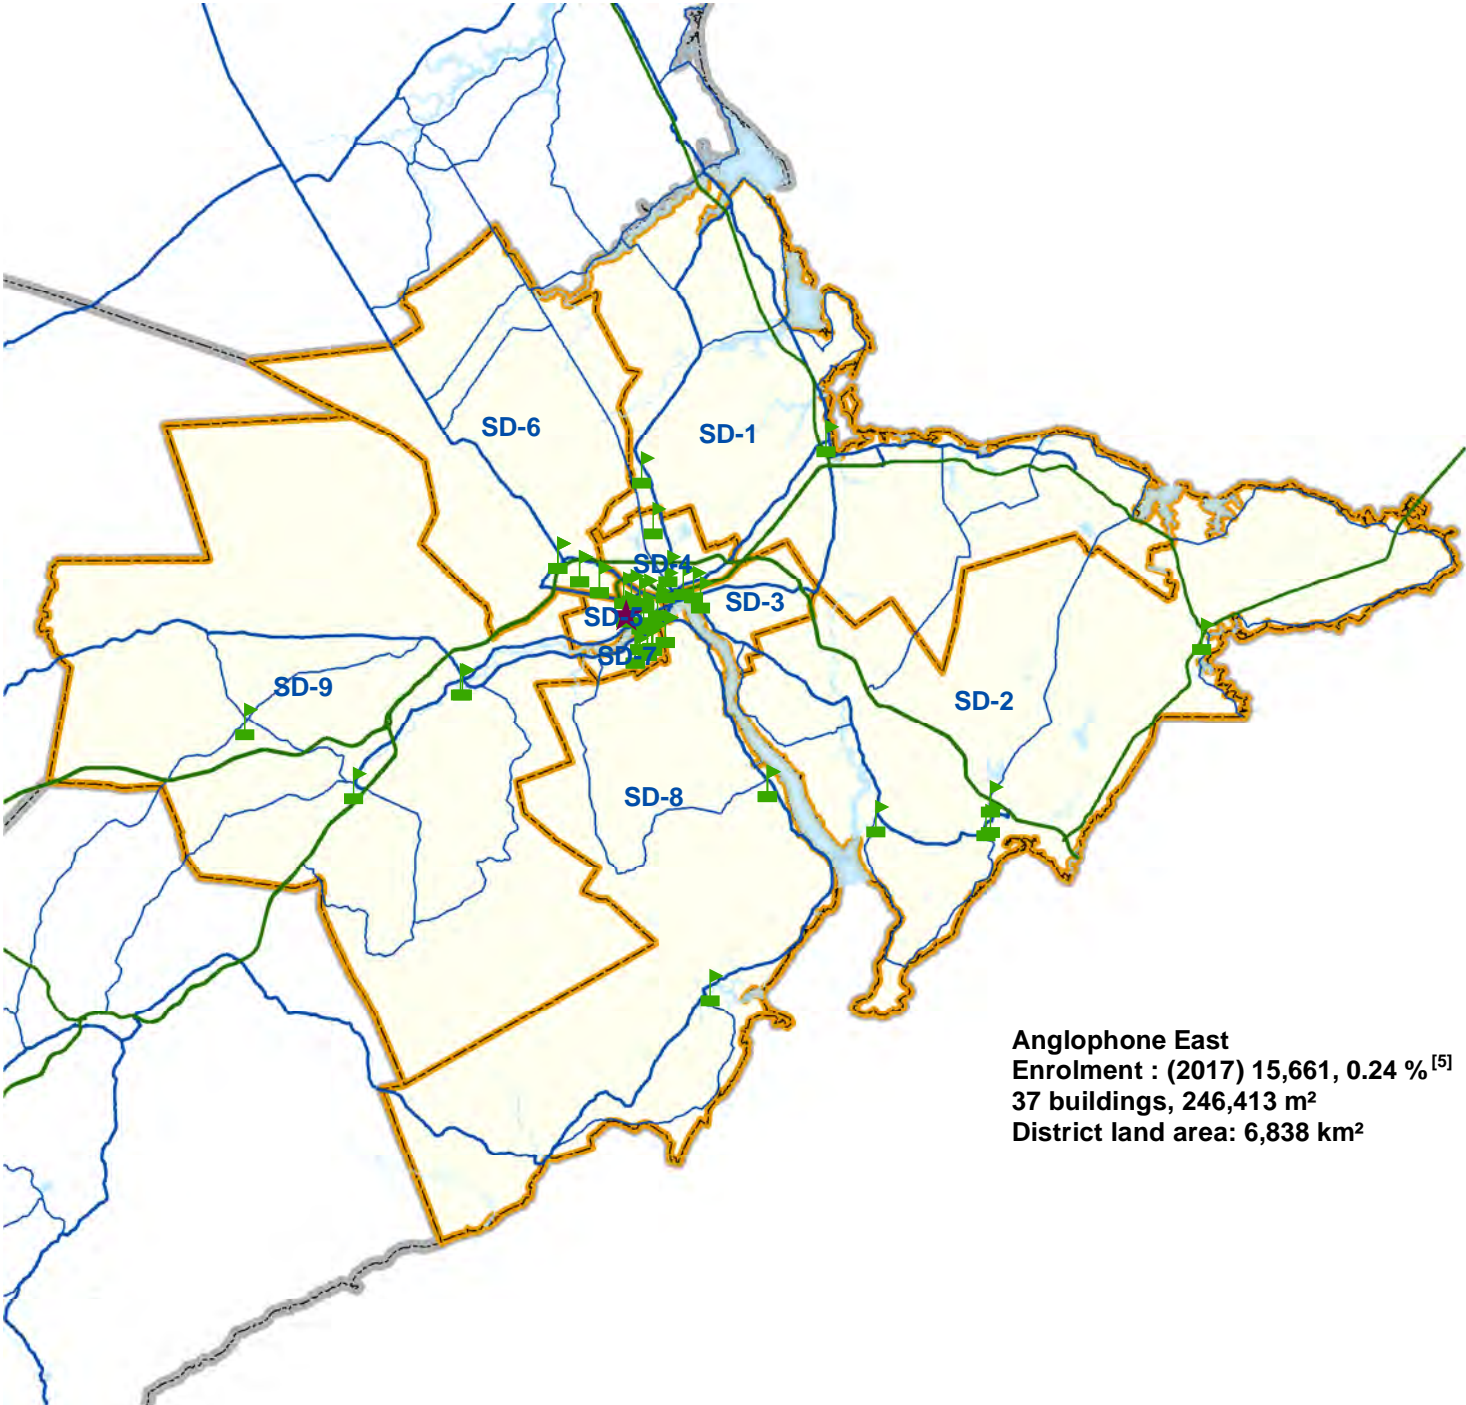 SD-6
SD-1
SD-4
SD-3
SD-5
SD-7
SD-9
SD-2
SD-8
Anglophone East
Enrolment : (2017) 15,661, 0.24 % [5]
37 buildings, 246,413 m²
District land area: 6,838 km²